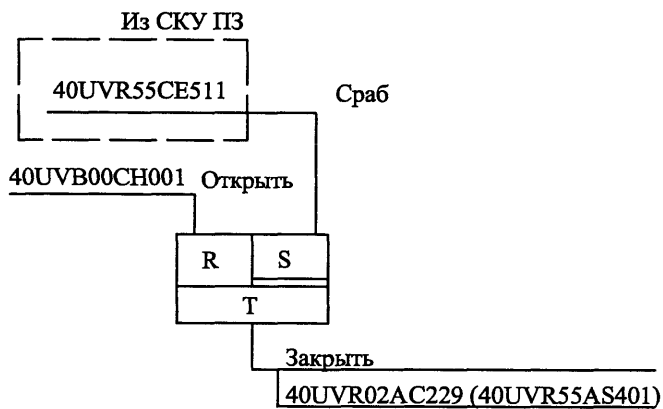 Из СКУ ПЗ
40UVR55CE511
Сраб
40UVB00CH001 Открыть
R S
T
Закрыть
40UVR02AC229 (40UVR55AS401)